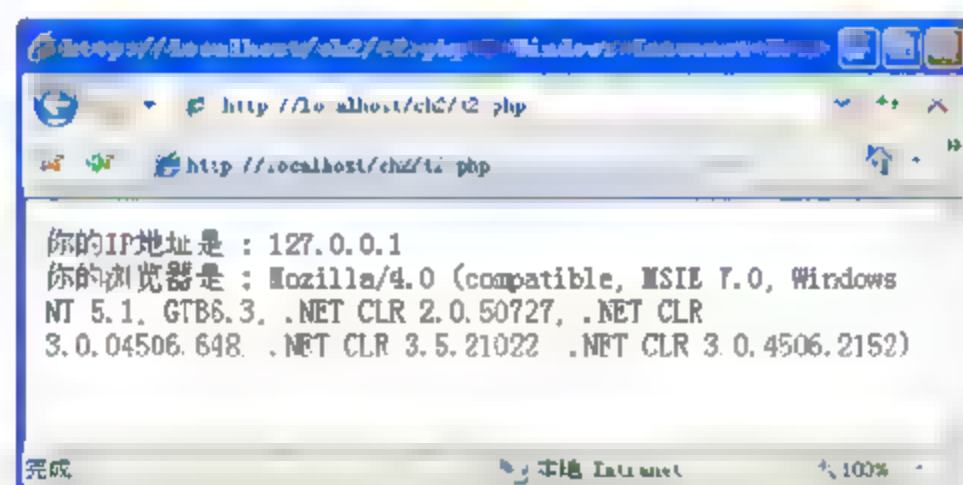 http //lo alhost/ch2/t2 php
http //localhost/ch2/t2 php
你的IP地址是 : 127.0.0.1
你的浏览器是 : Mozilla/4.0 (compatible, MSIE 7.0, Windows
NT 5.1, GTB6.3, .NET CLR 2.0.50727, .NET CLR
3.0.04506.648 .NET CLR 3.5.21022 .NET CLR 3.0.4506.2152)
完成 本地 Intranet 100%